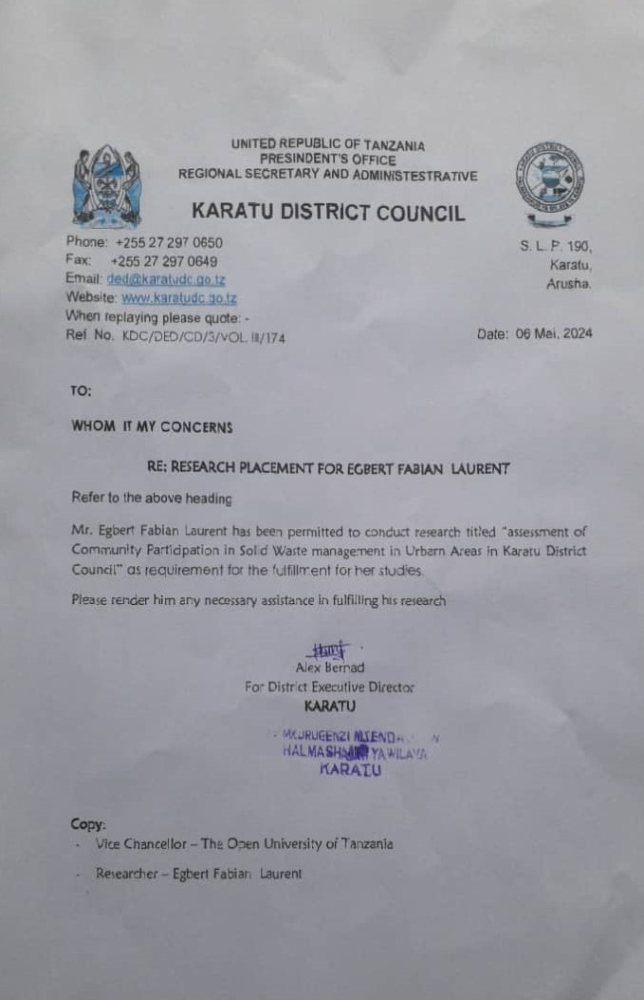 UNITED REPUBLIC OF TANZANIA
PRESINDENT'S OFFICE
REGIONAL SECRETARY AND ADMINISTESTRATIVE
KARATU DISTRICT COUNCIL
Phone: +255 27 297 0650
Fax: +255 27 297 0649
Email: ded@karatudc.go.tz
Website: www.karatudc.go.tz
When replaying please quote: -
Ref. No. KDC/DED/CD/3/VOL. III/174
S. L. P. 190,
Karatu,
Arusha.
Date: 06 Mei, 2024
TO:
WHOM IT MY CONCERNS
RE: RESEARCH PLACEMENT FOR EGBERT FABIAN LAURENT
Refer to the above heading
Mr. Egbert Fabian Laurent has been permitted to conduct research titled "assessment of
Community Participation in Solid Waste management in Urbarn Areas in Karatu District
Council" as requirement for the fulfillment for her studies.
Please render him any necessary assistance in fulfilling his research
Alex Bernad
For District Executive Director
KARATU
MKURUGENZI
HALMASHAURI YA WILAYA
KARATU
Copy:
- Vice Chancellor – The Open University of Tanzania
- Researcher – Egbert Fabian Laurent